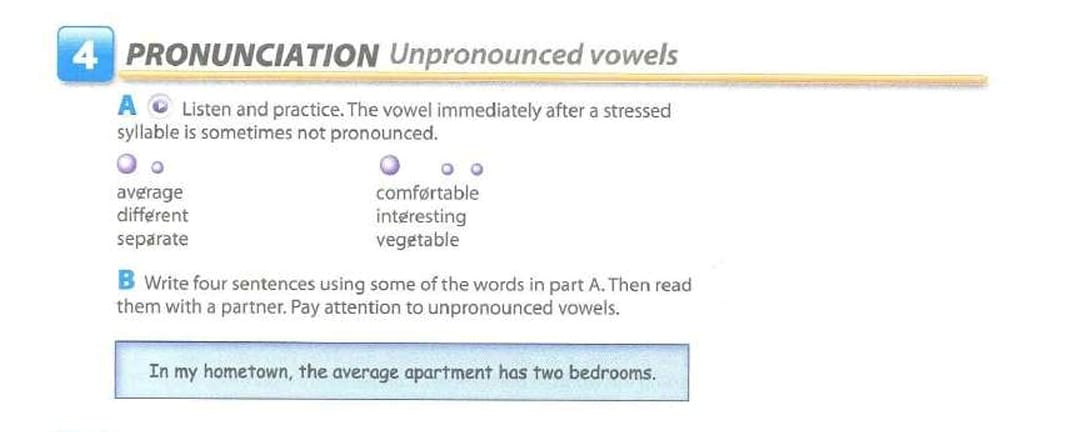 4 PRONUNCIATION Unpronounced vowels
A Listen and practice. The vowel immediately after a stressed
syllable is sometimes not pronounced.
average comfortable
different interesting
separate vegetable
B Write four sentences using some of the words in part A. Then read
them with a partner. Pay attention to unpronounced vowels.
In my hometown, the average apartment has two bedrooms.